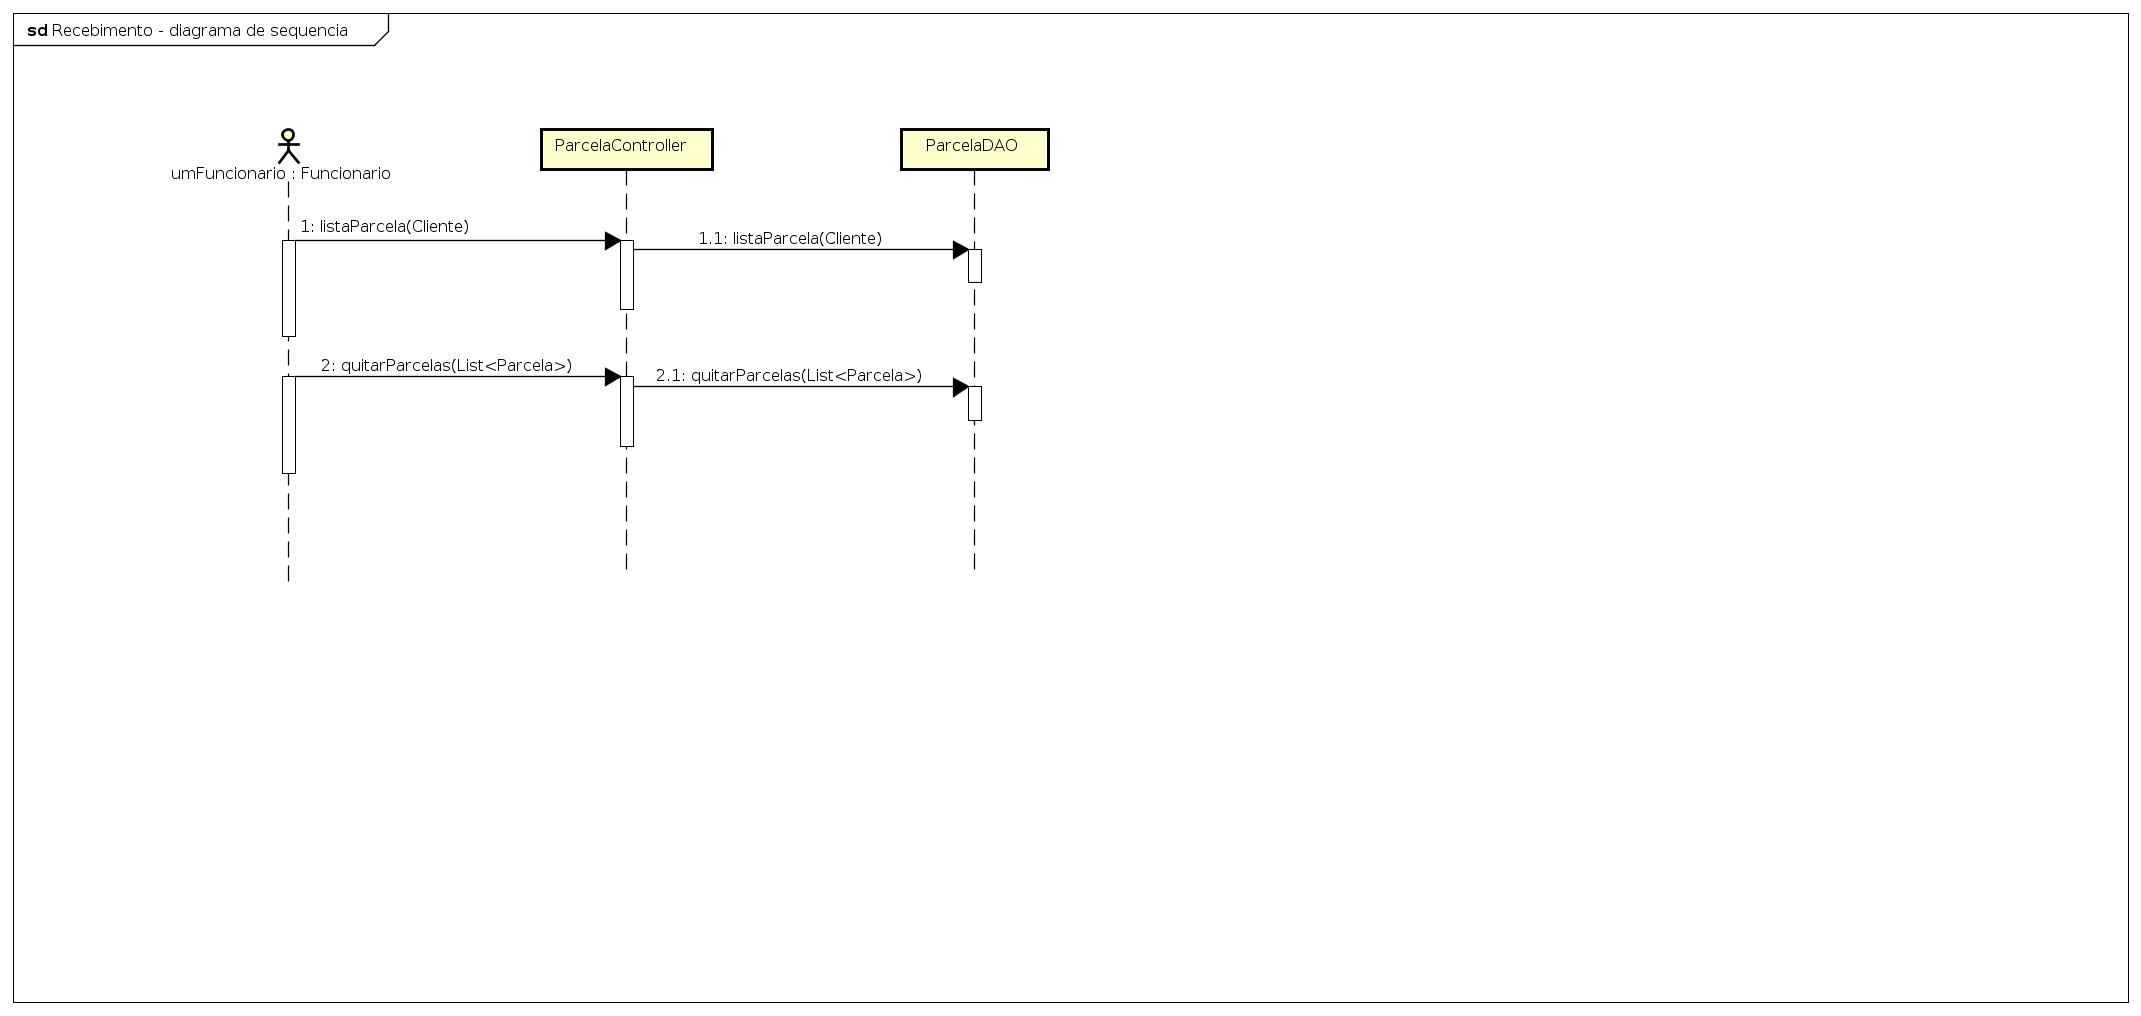 sd Recebimento - diagrama de sequencia
umFuncionario : Funcionario
ParcelaController
ParcelaDAO
1: listaParcela(Cliente)
1.1: listaParcela(Cliente)
2: quitarParcelas(List<Parcela>)
2.1: quitarParcelas(List<Parcela>)